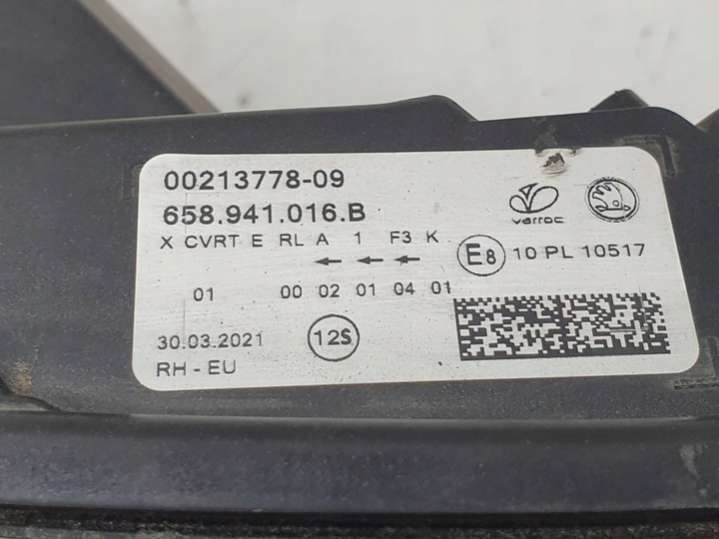 00213778-09
658.941.016.B
varroc
X CVRT E RL A 1 F3 K
E8 10 PL 10517
01 00 02 01 04 01
30.03.2021
12S
RH - EU